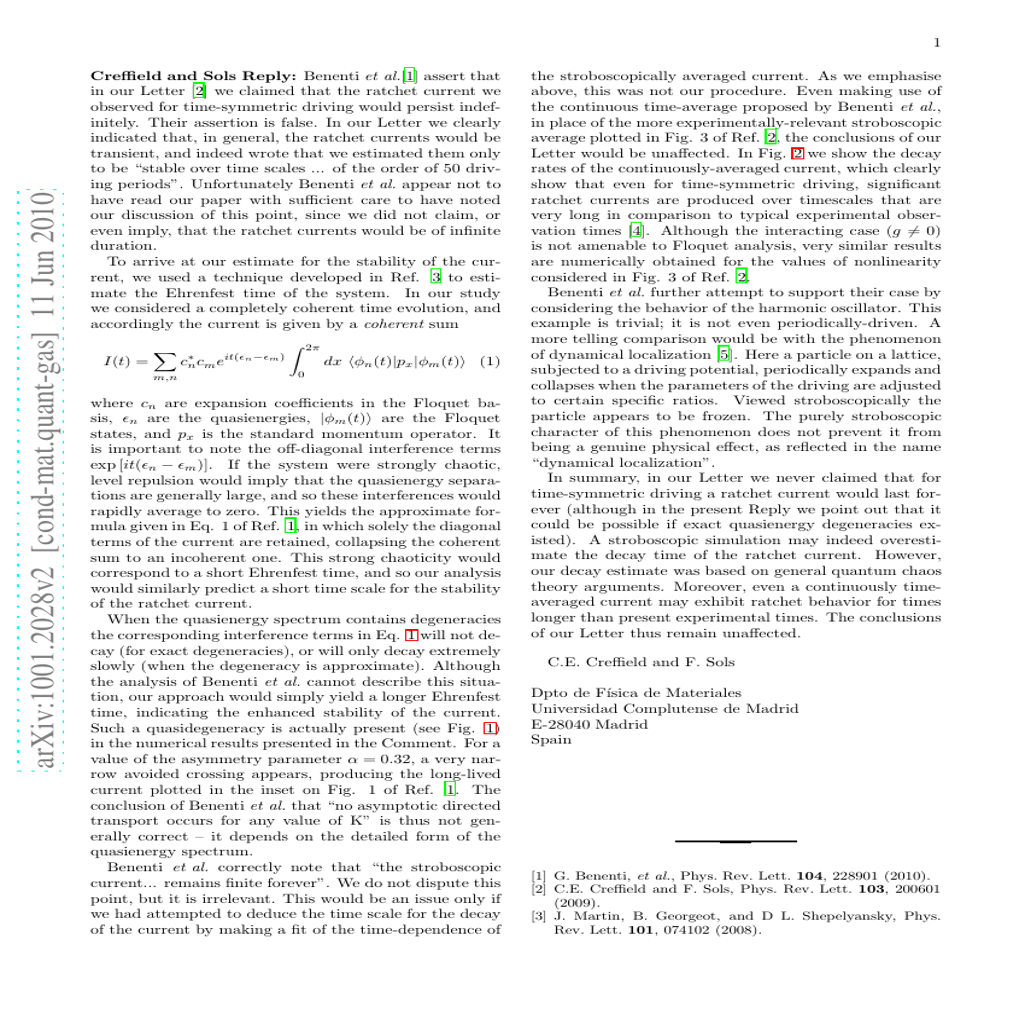 1
arXiv:1001.2028v2 [cond-mat.quant-gas] 11 Jun 2010
Creffield and Sols Reply: Benenti et al.[1] assert that
in our Letter [2] we claimed that the ratchet current we
observed for time-symmetric driving would persist indef-
initely. Their assertion is false. In our Letter we clearly
indicated that, in general, the ratchet currents would be
transient, and indeed wrote that we estimated them only
to be “stable over time scales ... of the order of 50 driv-
ing periods”. Unfortunately Benenti et al. appear not to
have read our paper with sufficient care to have noted
our discussion of this point, since we did not claim, or
even imply, that the ratchet currents would be of infinite
duration.
To arrive at our estimate for the stability of the cur-
rent, we used a technique developed in Ref. 3 to esti-
mate the Ehrenfest time of the system. In our study
we considered a completely coherent time evolution, and
accordingly the current is given by a coherent sum
I(t) = ∑_{m,n} c*_n c_m e^{it(ϵ_n−ϵ_m)} ∫_0^{2π} dx ⟨ϕ_n(t)|p_x|ϕ_m(t)⟩ (1)
where c_n are expansion coefficients in the Floquet ba-
sis, ϵ_n are the quasienergies, |ϕ_m(t)⟩ are the Floquet
states, and p_x is the standard momentum operator. It
is important to note the off-diagonal interference terms
exp [it(ϵ_n − ϵ_m)]. If the system were strongly chaotic,
level repulsion would imply that the quasienergy separa-
tions are generally large, and so these interferences would
rapidly average to zero. This yields the approximate for-
mula given in Eq. 1 of Ref. 1, in which solely the diagonal
terms of the current are retained, collapsing the coherent
sum to an incoherent one. This strong chaoticity would
correspond to a short Ehrenfest time, and so our analysis
would similarly predict a short time scale for the stability
of the ratchet current.
When the quasienergy spectrum contains degeneracies
the corresponding interference terms in Eq. 1 will not de-
cay (for exact degeneracies), or will only decay extremely
slowly (when the degeneracy is approximate). Although
the analysis of Benenti et al. cannot describe this situa-
tion, our approach would simply yield a longer Ehrenfest
time, indicating the enhanced stability of the current.
Such a quasidegeneracy is actually present (see Fig. 1)
in the numerical results presented in the Comment. For a
value of the asymmetry parameter α = 0.32, a very nar-
row avoided crossing appears, producing the long-lived
current plotted in the inset on Fig. 1 of Ref. 1. The
conclusion of Benenti et al. that “no asymptotic directed
transport occurs for any value of K” is thus not gen-
erally correct – it depends on the detailed form of the
quasienergy spectrum.
Benenti et al. correctly note that “the stroboscopic
current... remains finite forever”. We do not dispute this
point, but it is irrelevant. This would be an issue only if
we had attempted to deduce the time scale for the decay
of the current by making a fit of the time-dependence of
the stroboscopically averaged current. As we emphasise
above, this was not our procedure. Even making use of
the continuous time-average proposed by Benenti et al.,
in place of the more experimentally-relevant stroboscopic
average plotted in Fig. 3 of Ref. 2, the conclusions of our
Letter would be unaffected. In Fig. 2 we show the decay
rates of the continuously-averaged current, which clearly
show that even for time-symmetric driving, significant
ratchet currents are produced over timescales that are
very long in comparison to typical experimental obser-
vation times [4]. Although the interacting case (g ≠ 0)
is not amenable to Floquet analysis, very similar results
are numerically obtained for the values of nonlinearity
considered in Fig. 3 of Ref. 2.
Benenti et al. further attempt to support their case by
considering the behavior of the harmonic oscillator. This
example is trivial; it is not even periodically-driven. A
more telling comparison would be with the phenomenon
of dynamical localization [5]. Here a particle on a lattice,
subjected to a driving potential, periodically expands and
collapses when the parameters of the driving are adjusted
to certain specific ratios. Viewed stroboscopically the
particle appears to be frozen. The purely stroboscopic
character of this phenomenon does not prevent it from
being a genuine physical effect, as reflected in the name
“dynamical localization”.
In summary, in our Letter we never claimed that for
time-symmetric driving a ratchet current would last for-
ever (although in the present Reply we point out that it
could be possible if exact quasienergy degeneracies ex-
isted). A stroboscopic simulation may indeed overesti-
mate the decay time of the ratchet current. However,
our decay estimate was based on general quantum chaos
theory arguments. Moreover, even a continuously time-
averaged current may exhibit ratchet behavior for times
longer than present experimental times. The conclusions
of our Letter thus remain unaffected.
C.E. Creffield and F. Sols
Dpto de Física de Materiales
Universidad Complutense de Madrid
E-28040 Madrid
Spain
[1] G. Benenti, et al., Phys. Rev. Lett. 104, 228901 (2010).
[2] C.E. Creffield and F. Sols, Phys. Rev. Lett. 103, 200601
(2009).
[3] J. Martin, B. Georgeot, and D L. Shepelyansky, Phys.
Rev. Lett. 101, 074102 (2008).